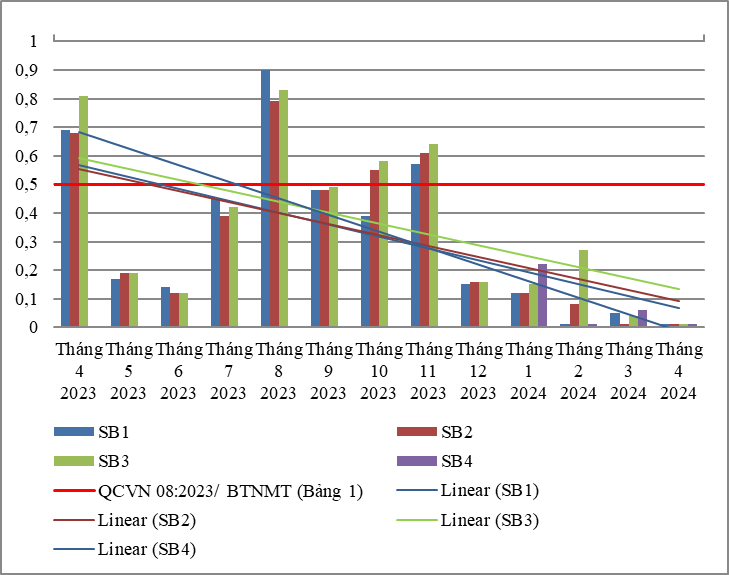 1
0,9
0,8
0,7
0,6
0,5
0,4
0,3
0,2
0,1
0
Tháng Tháng Tháng Tháng Tháng Tháng Tháng Tháng Tháng Tháng Tháng Tháng Tháng
4 5 6 7 8 9 10 11 12 1 2 3 4
2023 2023 2023 2023 2023 2023 2023 2023 2023 2024 2024 2024 2024
SB1 SB2
SB3 SB4
QCVN 08:2023/ BTNMT (Bảng 1) Linear (SB1)
Linear (SB2) Linear (SB3)
Linear (SB4)